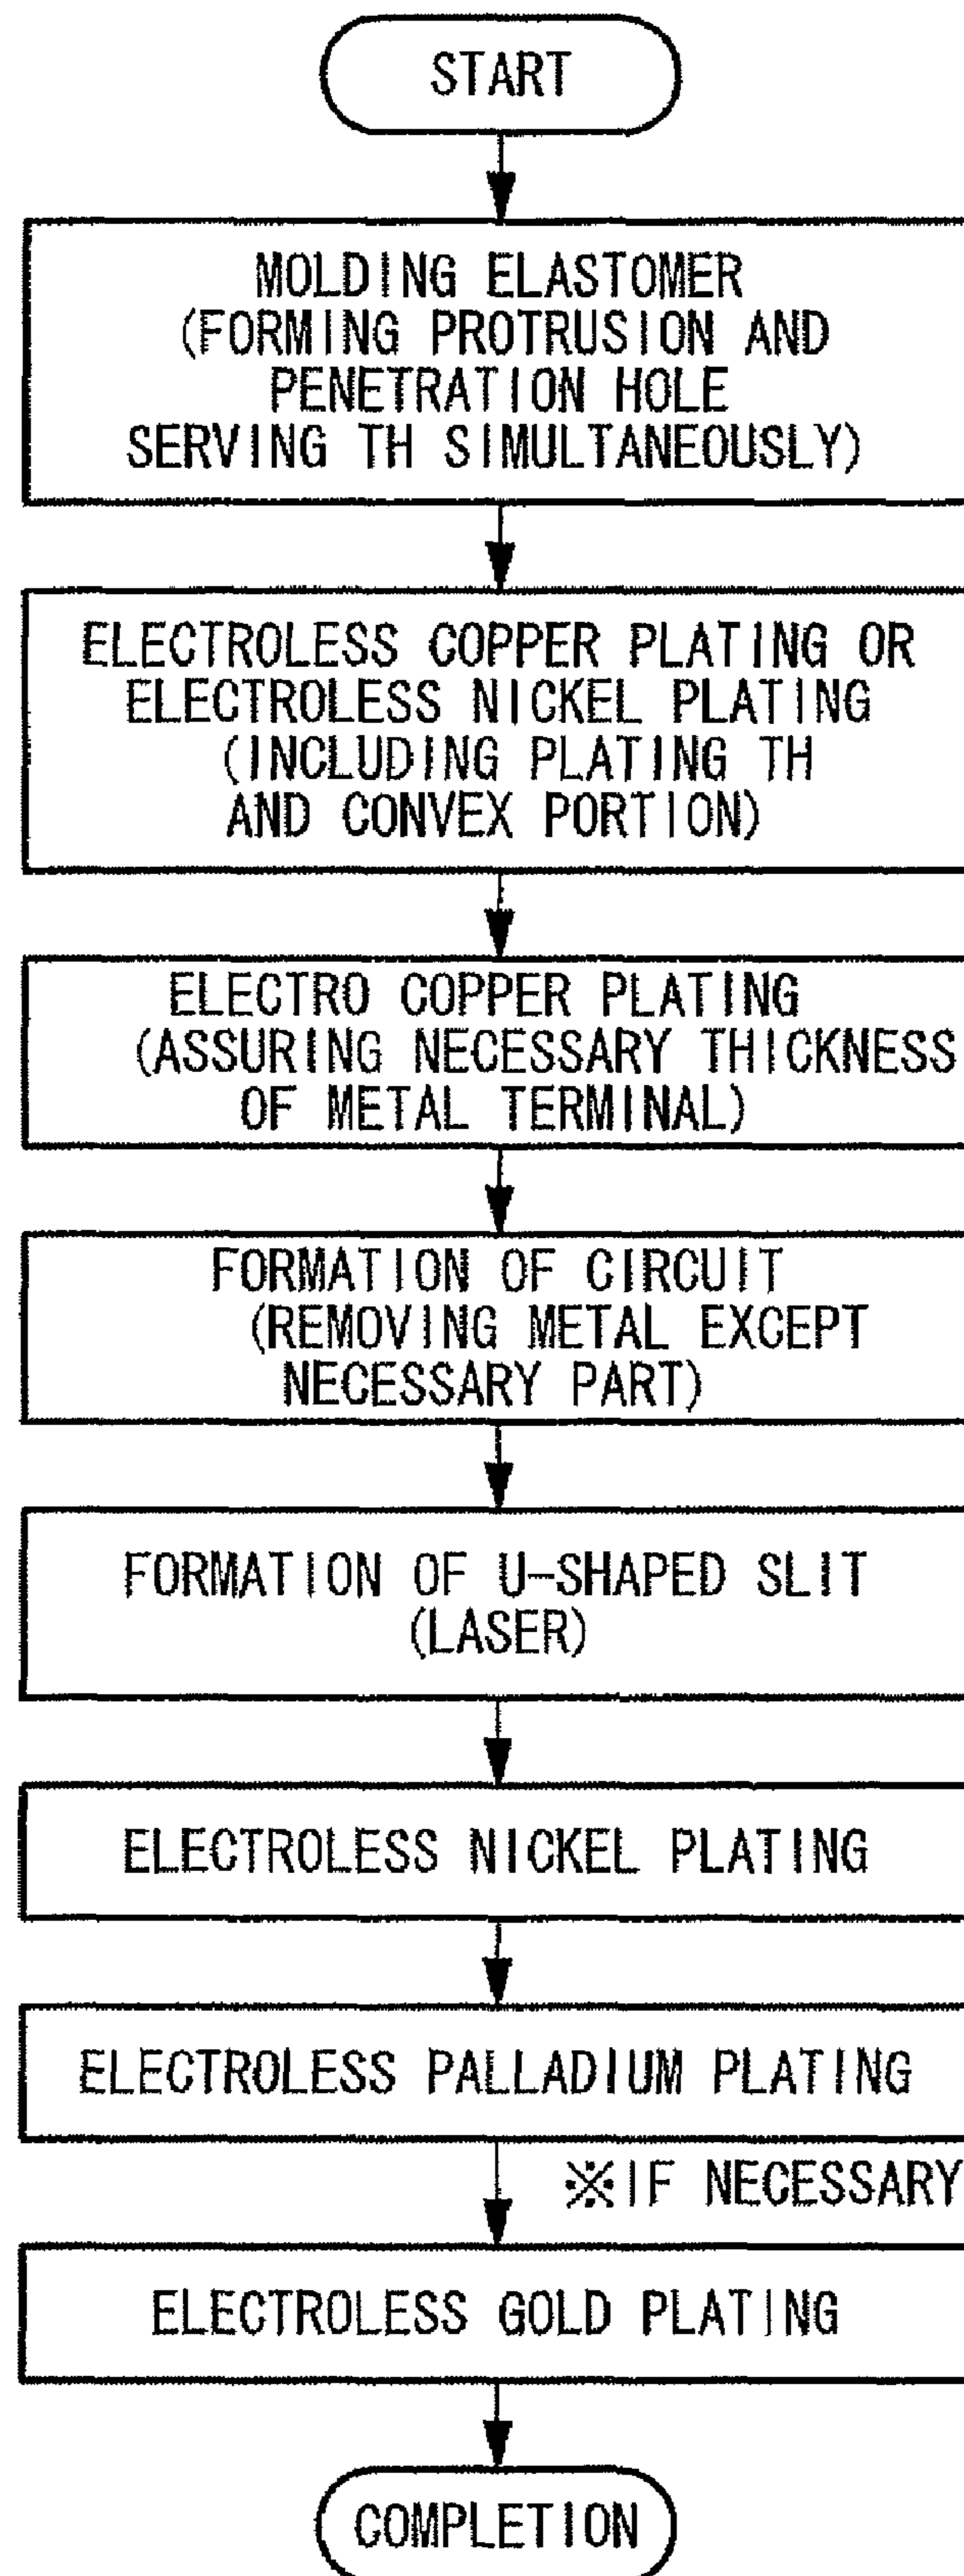 START
MOLDING ELASTOMER
(FORMING PROTRUSION AND
PENETRATION HOLE
SERVING TH SIMULTANEOUSLY)
ELECTROLESS COPPER PLATING OR
ELECTROLESS NICKEL PLATING
(INCLUDING PLATING TH
AND CONVEX PORTION)
ELECTRO COPPER PLATING
(ASSURING NECESSARY THICKNESS
OF METAL TERMINAL)
FORMATION OF CIRCUIT
(REMOVING METAL EXCEPT
NECESSARY PART)
FORMATION OF U-SHAPED SLIT
(LASER)
ELECTROLESS NICKEL PLATING
ELECTROLESS PALLADIUM PLATING
※IF NECESSARY
ELECTROLESS GOLD PLATING
COMPLETION